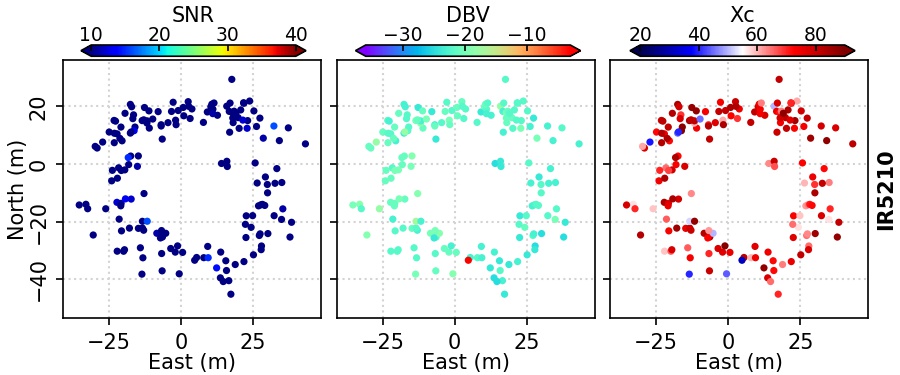 SNR DBV Xc
10 20 30 40 −30 −20 −10 20 40 60 80
North (m)
20
0
−20
−40
−25 0 25 −25 0 25 −25 0 25
East (m) East (m) East (m)
IR5210